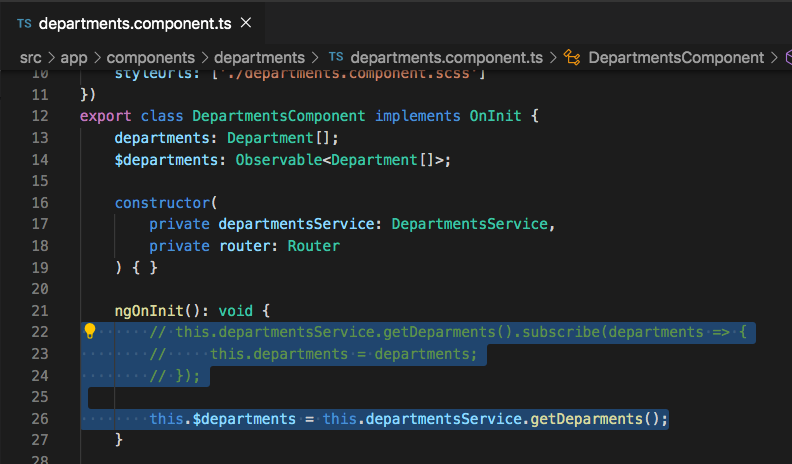 TS departments.component.ts ×
src > app > components > departments > TS departments.component.ts > DepartmentsComponent >
10 styleUrls: ['./departments.component.scss']
11 })
12 export class DepartmentsComponent implements OnInit {
13 departments: Department[];
14 $departments: Observable<Department[]>;
15
16 constructor(
17 private departmentsService: DepartmentsService,
18 private router: Router
19 ) { }
20
21 ngOnInit(): void {
22 // this.departmentsService.getDeparments().subscribe(departments => {
23 //     this.departments = departments;
24 // });
25
26 this.$departments = this.departmentsService.getDeparments();
27 }
28